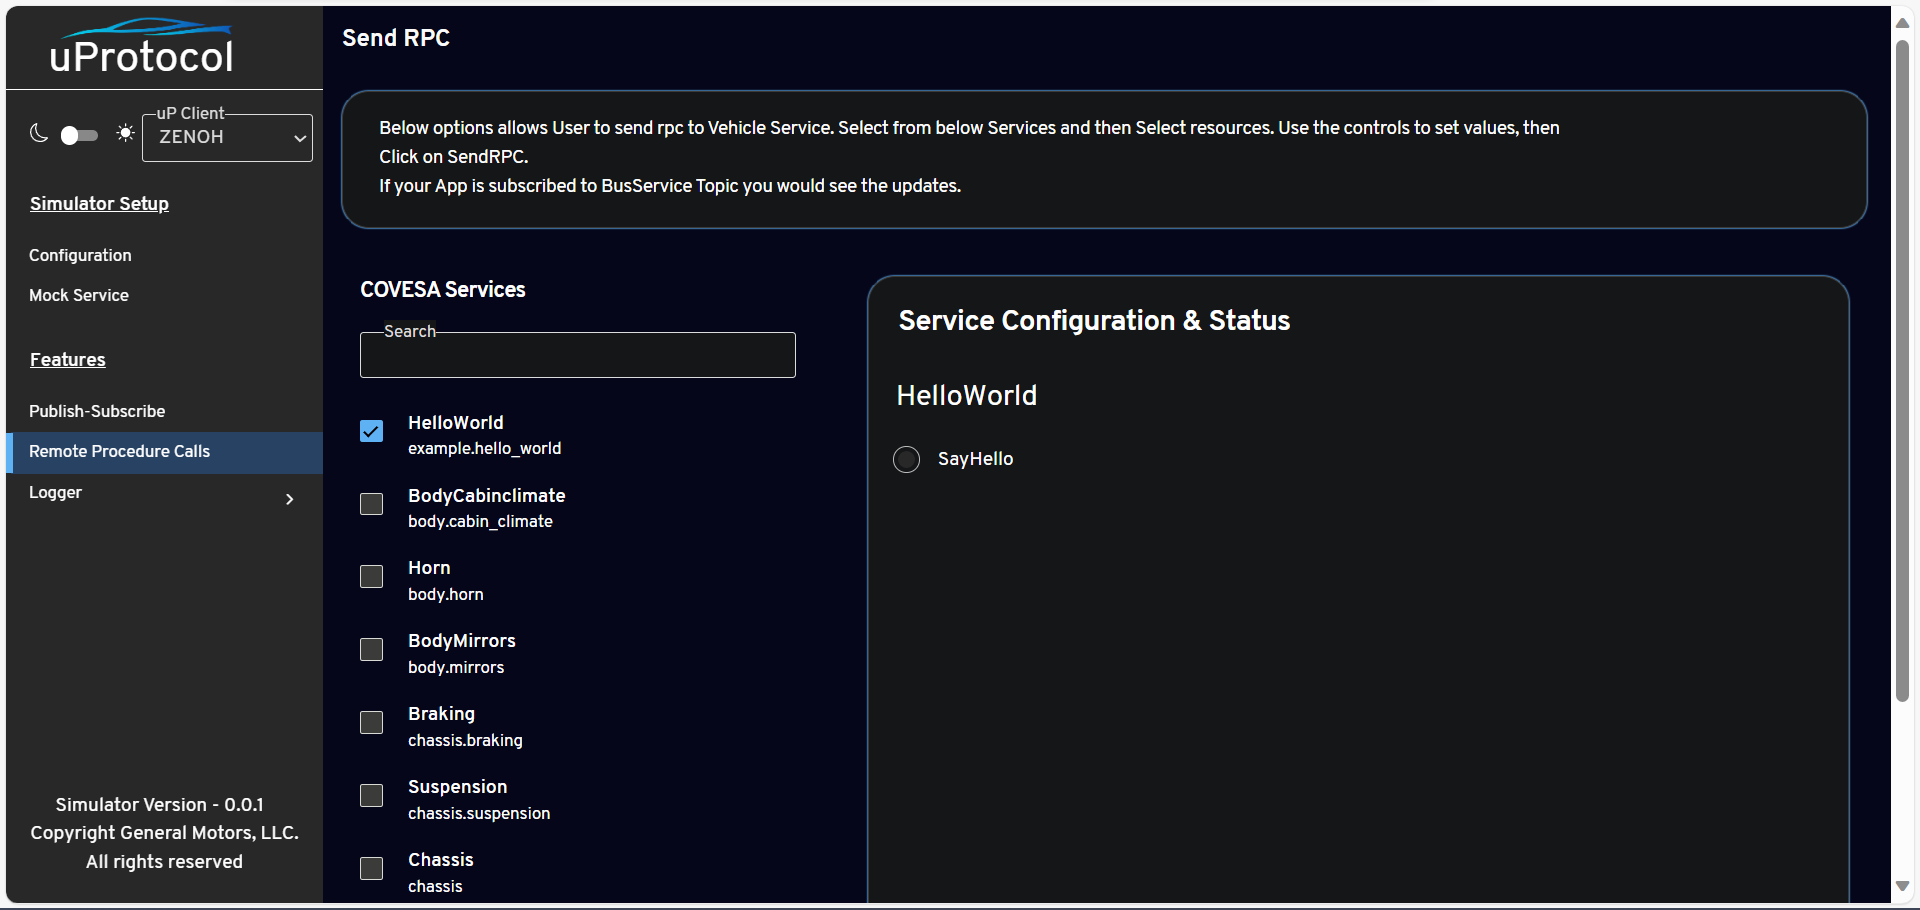 uProtocol
uP Client
ZENOH
Simulator Setup
Configuration
Mock Service
Features
Publish-Subscribe
Remote Procedure Calls
Logger
Simulator Version - 0.0.1
Copyright General Motors, LLC.
All rights reserved
Send RPC
Below options allows User to send rpc to Vehicle Service. Select from below Services and then Select resources. Use the controls to set values, then
Click on SendRPC.
If your App is subscribed to BusService Topic you would see the updates.
COVESA Services
Search
HelloWorld
example.hello_world
BodyCabinclimate
body.cabin_climate
Horn
body.horn
BodyMirrors
body.mirrors
Braking
chassis.braking
Suspension
chassis.suspension
Chassis
chassis
Service Configuration & Status
HelloWorld
SayHello